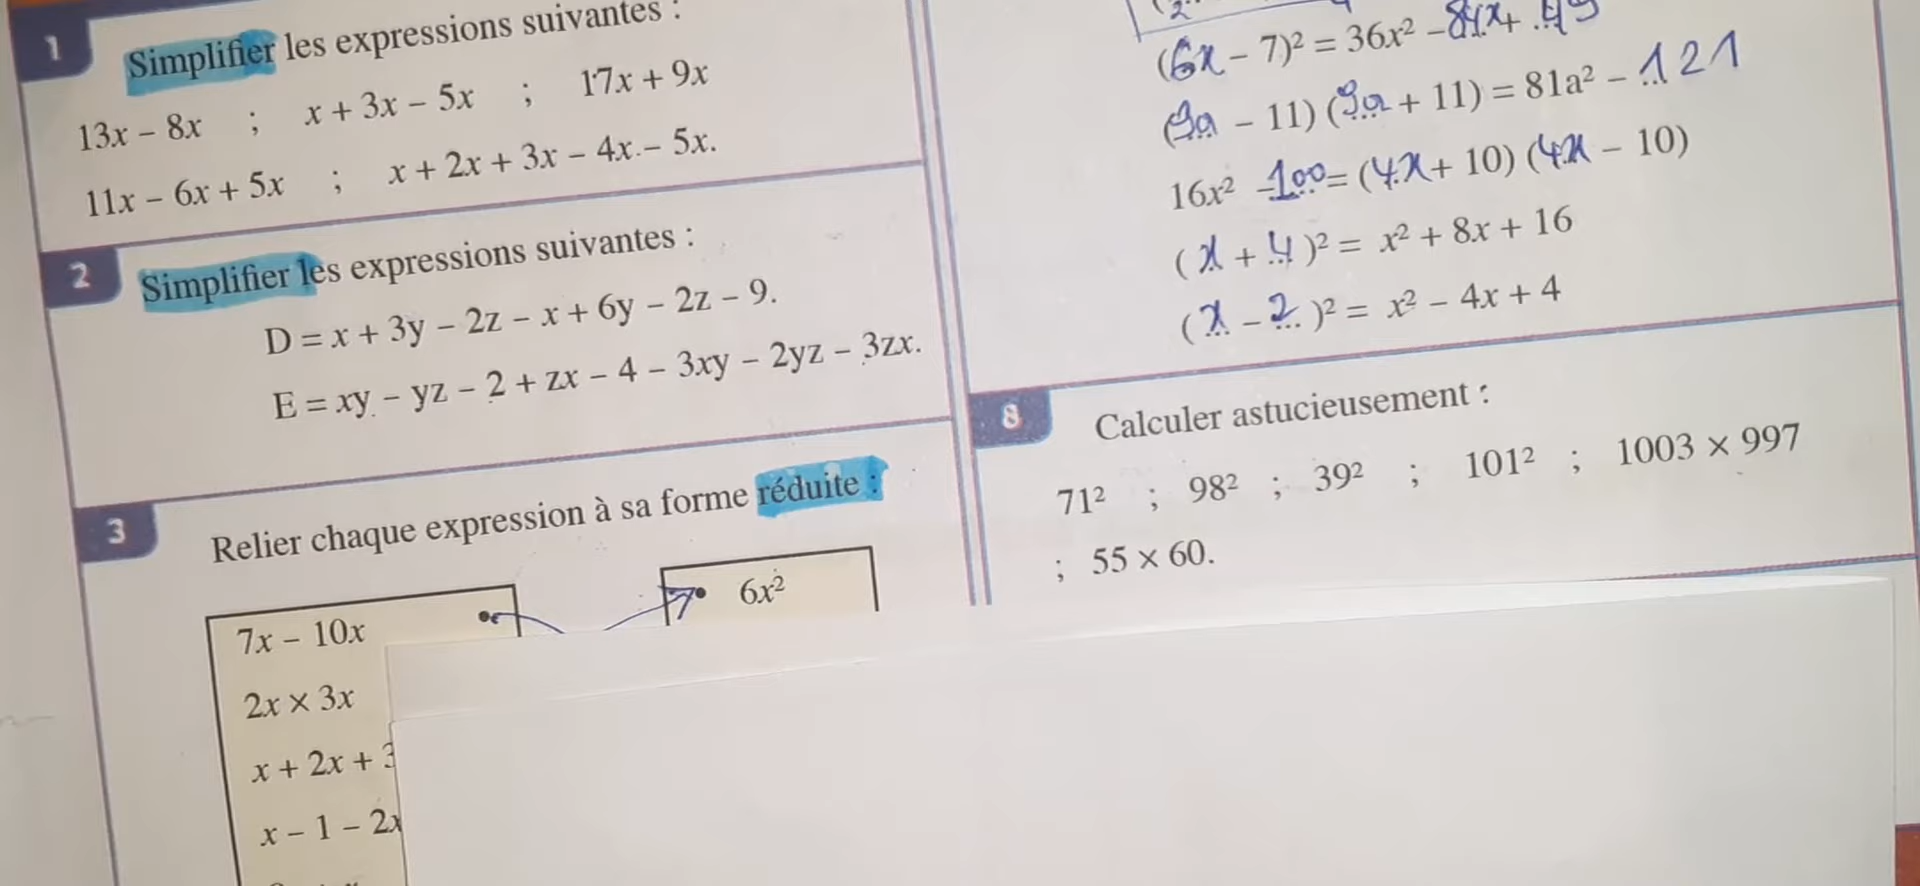 1
Simplifier les expressions suivantes :
13x – 8x ; x + 3x – 5x ; 17x + 9x
11x – 6x + 5x ; x + 2x + 3x – 4x – 5x.
2
Simplifier les expressions suivantes :
D = x + 3y – 2z – x + 6y – 2z – 9.
E = xy – yz – 2 + zx – 4 – 3xy – 2yz – 3zx.
3
Relier chaque expression à sa forme réduite :
7x – 10x
2x × 3x
x + 2x + 3
x – 1 – 2x
6x²
(6x – 7)² = 36x² – 84x + 49
(9a – 11) (9a + 11) = 81a² – 121
16x² – 100 = (4x + 10) (4x – 10)
(x + 4)² = x² + 8x + 16
(x – 2)² = x² – 4x + 4
8
Calculer astucieusement :
71² ; 98² ; 39² ; 101² ; 1003 × 997
; 55 × 60.